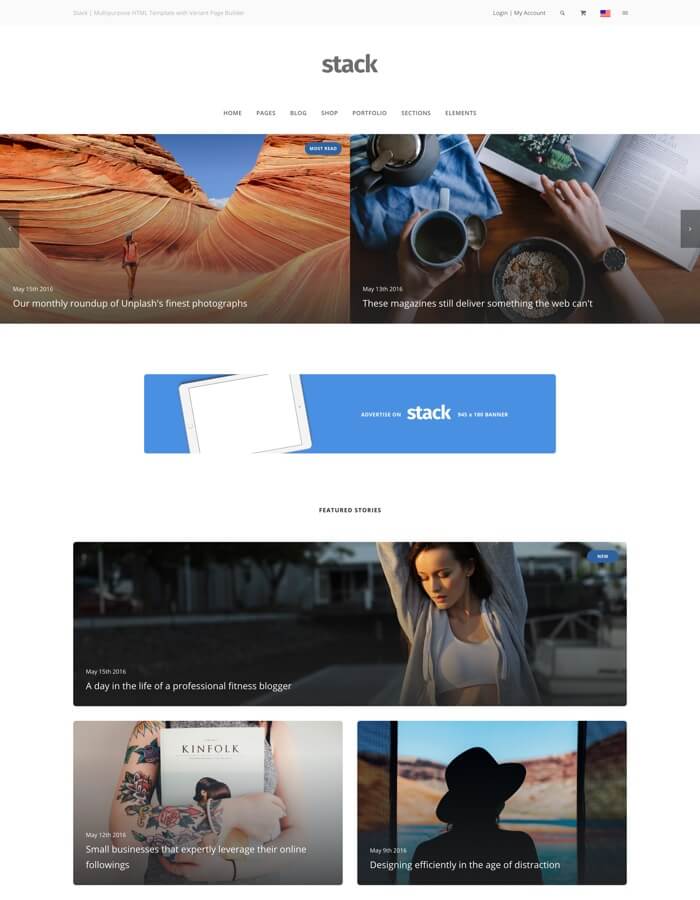 Stack | Multipurpose HTML Template with Variant Page Builder
Login | My Account
stack
HOME PAGES BLOG SHOP PORTFOLIO SECTIONS ELEMENTS
MOST READ
May 15th 2016
Our monthly roundup of Unplash's finest photographs
May 13th 2016
These magazines still deliver something the web can't
ADVERTISE ON stack 945 x 180 BANNER
FEATURED STORIES
NEW
May 15th 2016
A day in the life of a professional fitness blogger
KINFOLK
May 12th 2016
Small businesses that expertly leverage their online
followings
May 9th 2016
Designing efficiently in the age of distraction